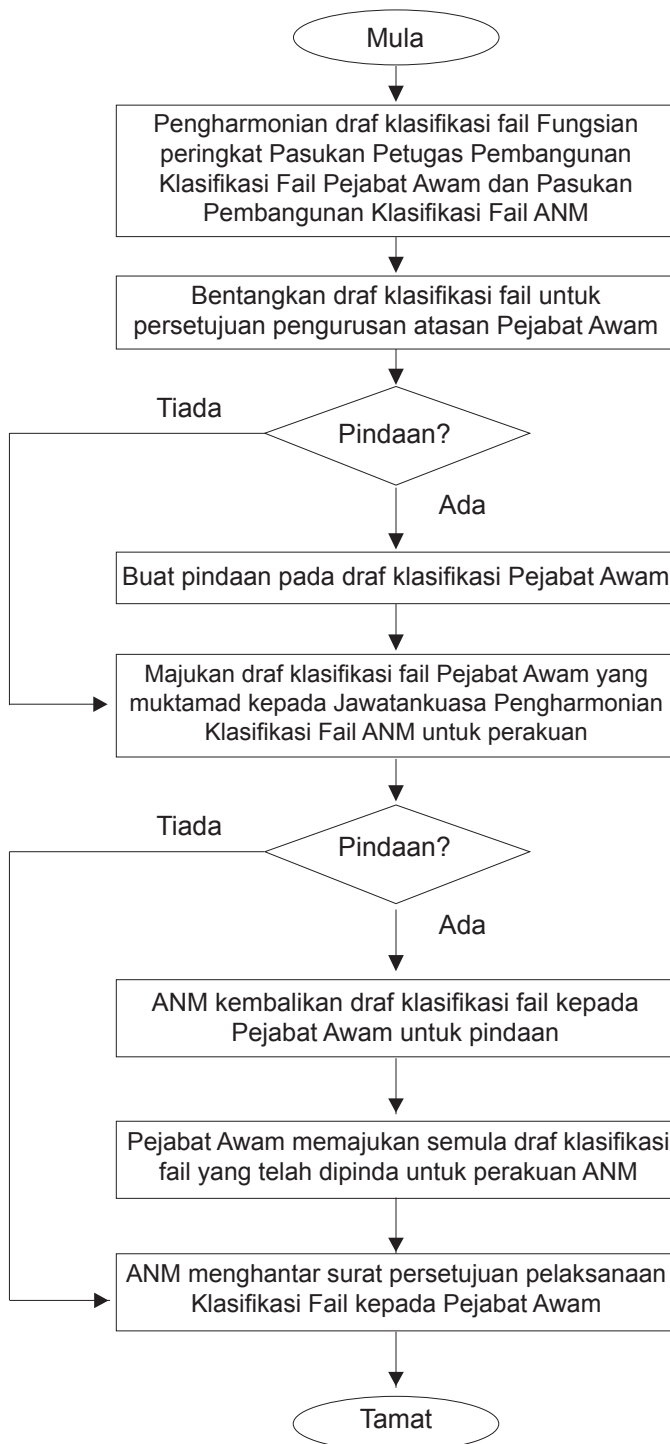 Mula
Pengharmonian draf klasifikasi fail Fungsian
peringkat Pasukan Petugas Pembangunan
Klasifikasi Fail Pejabat Awam dan Pasukan
Pembangunan Klasifikasi Fail ANM
Bentangkan draf klasifikasi fail untuk
persetujuan pengurusan atasan Pejabat Awam
Tiada
Pindaan?
Ada
Buat pindaan pada draf klasifikasi Pejabat Awam
Majukan draf klasifikasi fail Pejabat Awam yang
muktamad kepada Jawatankuasa Pengharmonian
Klasifikasi Fail ANM untuk perakuan
Tiada
Pindaan?
Ada
ANM kembalikan draf klasifikasi fail kepada
Pejabat Awam untuk pindaan
Pejabat Awam memajukan semula draf klasifikasi
fail yang telah dipinda untuk perakuan ANM
ANM menghantar surat persetujuan pelaksanaan
Klasifikasi Fail kepada Pejabat Awam
Tamat